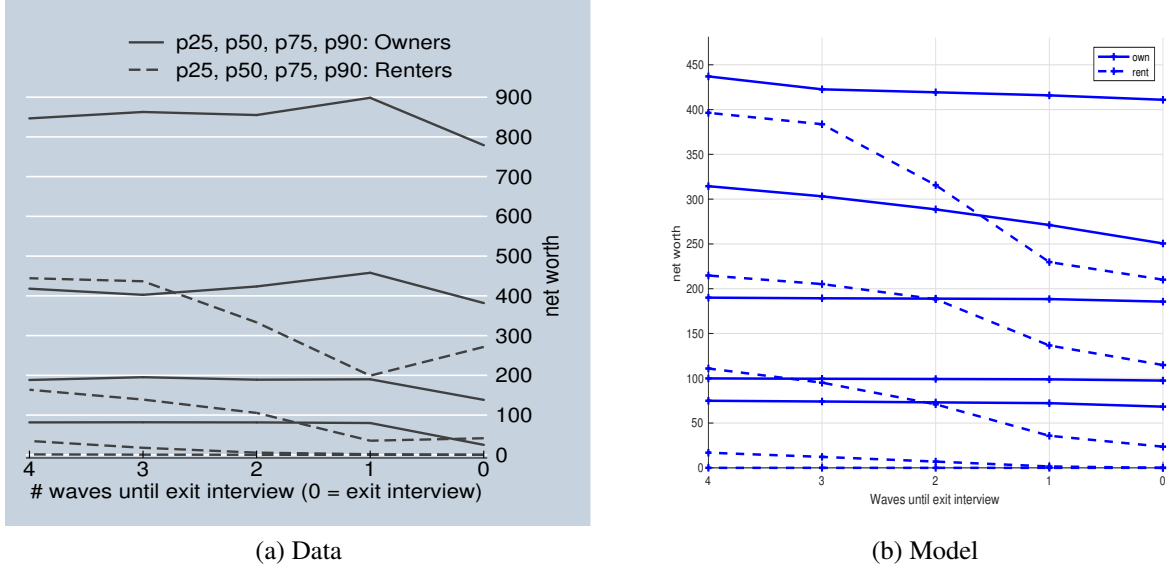 p25, p50, p75, p90: Owners
p25, p50, p75, p90: Renters
900
800
700
600
500
400
300
200
100
0
net worth
4 3 2 1 0
# waves until exit interview (0 = exit interview)
(a) Data
own
rent
450
400
350
300
250
200
150
100
50
0
net worth
4 3 2 1 0
Waves until exit interview
(b) Model